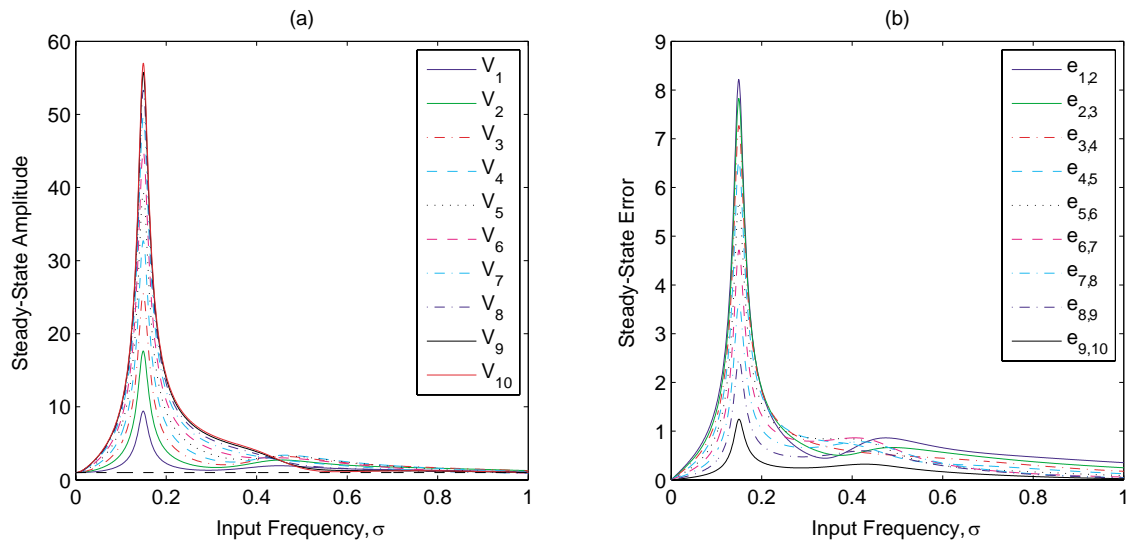 (a)
60
50
40
30
20
10
0
0
0.2
0.4
0.6
0.8
1
Steady-State Amplitude
Input Frequency, σ
V1
V2
V3
V4
V5
V6
V7
V8
V9
V10
(b)
9
8
7
6
5
4
3
2
1
0
0
0.2
0.4
0.6
0.8
1
Steady-State Error
Input Frequency, σ
e1,2
e2,3
e3,4
e4,5
e5,6
e6,7
e7,8
e8,9
e9,10